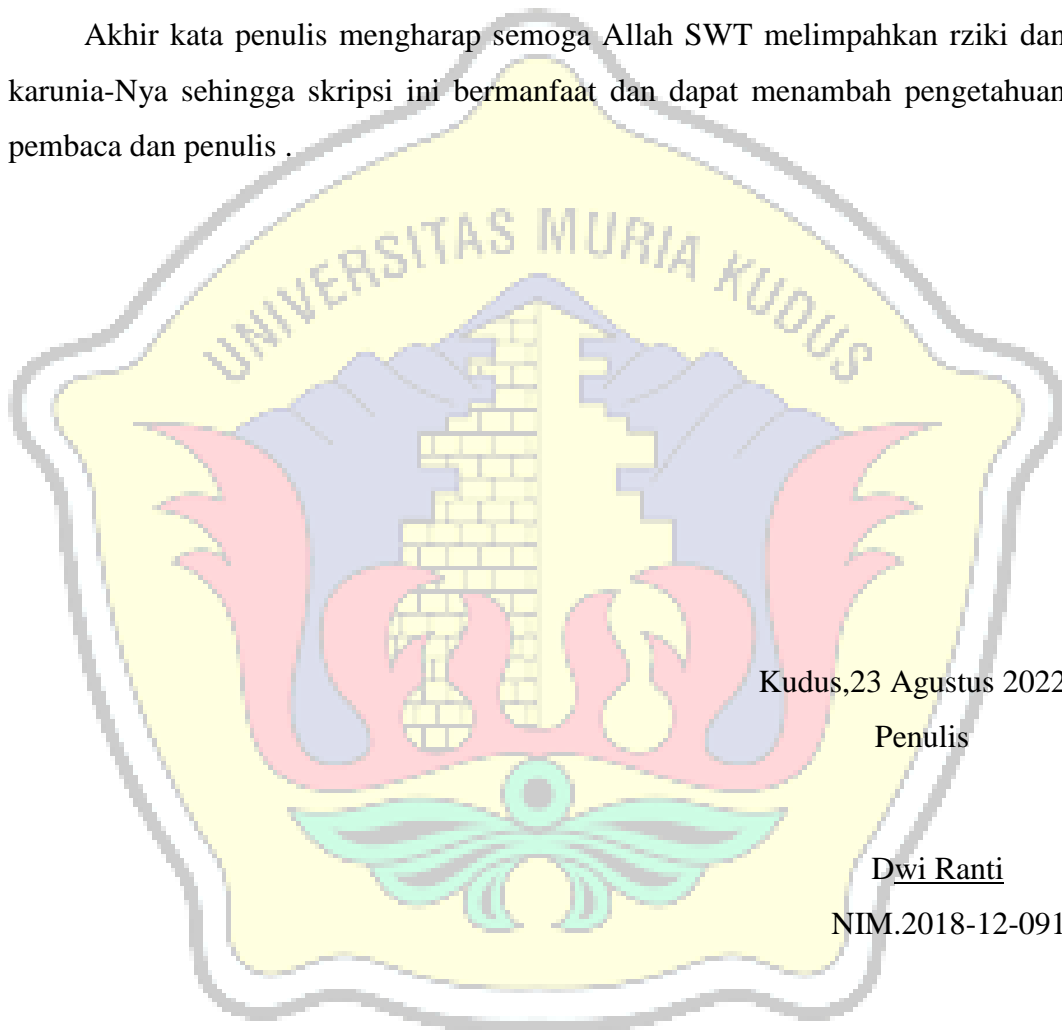 Akhir kata penulis mengharap semoga Allah SWT melimpahkan rziki dan
karunia-Nya sehingga skripsi ini bermanfaat dan dapat menambah pengetahuan
pembaca dan penulis .
UNIVERSITAS MURIA KUDUS
Kudus,23 Agustus 2022
Penulis
Dwi Ranti
NIM.2018-12-091